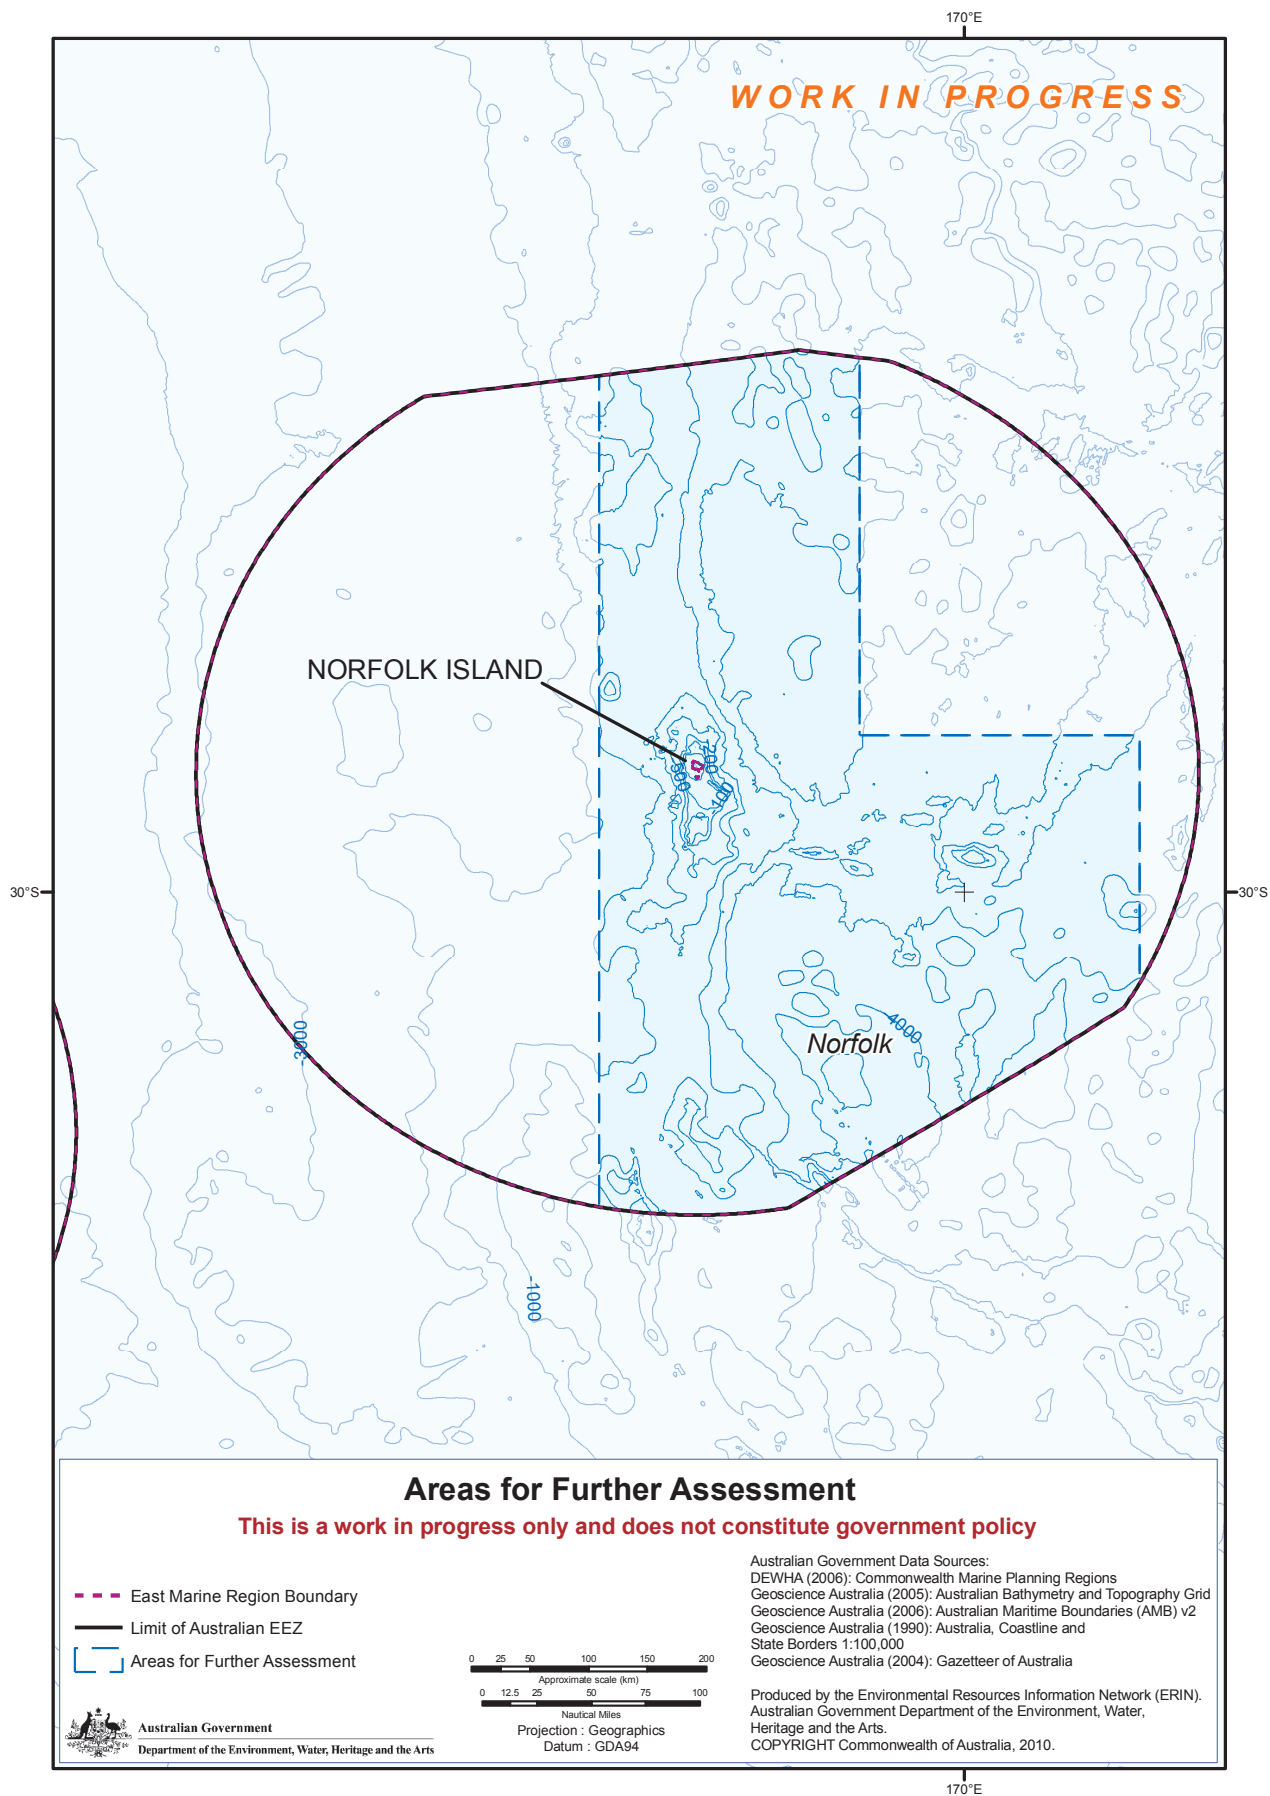 170°E
WORK IN PROGRESS
NORFOLK ISLAND
200
600
100
30°S
30°S
-3000
4000
Norfolk
-1000
Areas for Further Assessment
This is a work in progress only and does not constitute government policy
East Marine Region Boundary
Limit of Australian EEZ
Areas for Further Assessment
0 25 50 100 150 200
Approximate scale (km)
0 12.5 25 50 75 100
Nautical Miles
Projection : Geographics
Datum : GDA94
Australian Government Data Sources:
DEWHA (2006): Commonwealth Marine Planning Regions
Geoscience Australia (2005): Australian Bathymetry and Topography Grid
Geoscience Australia (2006): Australian Maritime Boundaries (AMB) v2
Geoscience Australia (1990): Australia, Coastline and
State Borders 1:100,000
Geoscience Australia (2004): Gazetteer of Australia
Produced by the Environmental Resources Information Network (ERIN).
Australian Government Department of the Environment, Water,
Heritage and the Arts.
COPYRIGHT Commonwealth of Australia, 2010.
Australian Government
Department of the Environment, Water, Heritage and the Arts
170°E